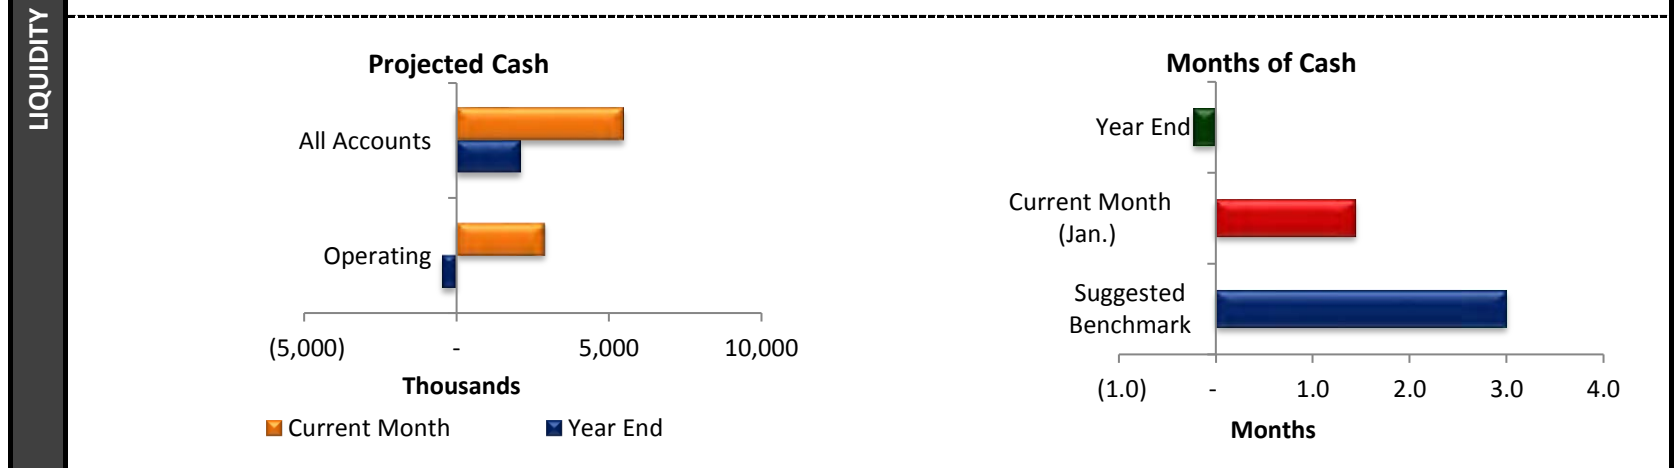 LIQUIDITY
Projected Cash
All Accounts
Operating
(5,000) - 5,000 10,000
Thousands
Current Month Year End
Months of Cash
Year End
Current Month
(Jan.)
Suggested
Benchmark
(1.0) - 1.0 2.0 3.0 4.0
Months